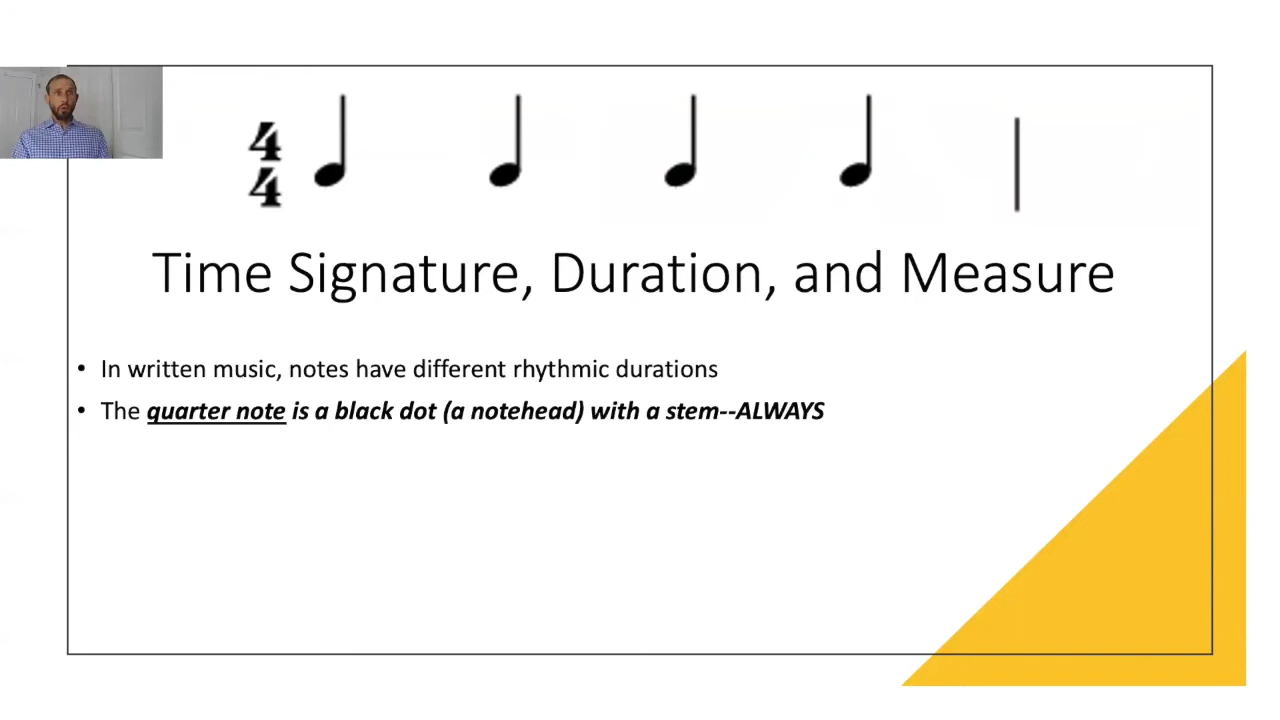 4
4
Time Signature, Duration, and Measure
• In written music, notes have different rhythmic durations
• The quarter note is a black dot (a notehead) with a stem--ALWAYS